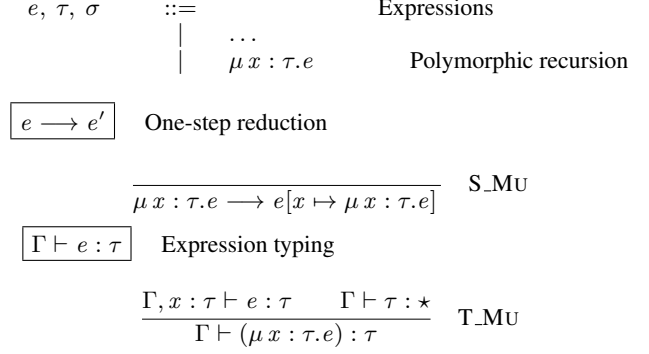 e, τ, σ ::= Expressions
| …
| μ x : τ.e Polymorphic recursion
e ⟶ e′ One-step reduction
S_MU
μ x : τ.e ⟶ e[x ↦ μ x : τ.e]
Γ ⊢ e : τ Expression typing
Γ, x : τ ⊢ e : τ Γ ⊢ τ : ⋆
T_MU
Γ ⊢ (μ x : τ.e) : τ